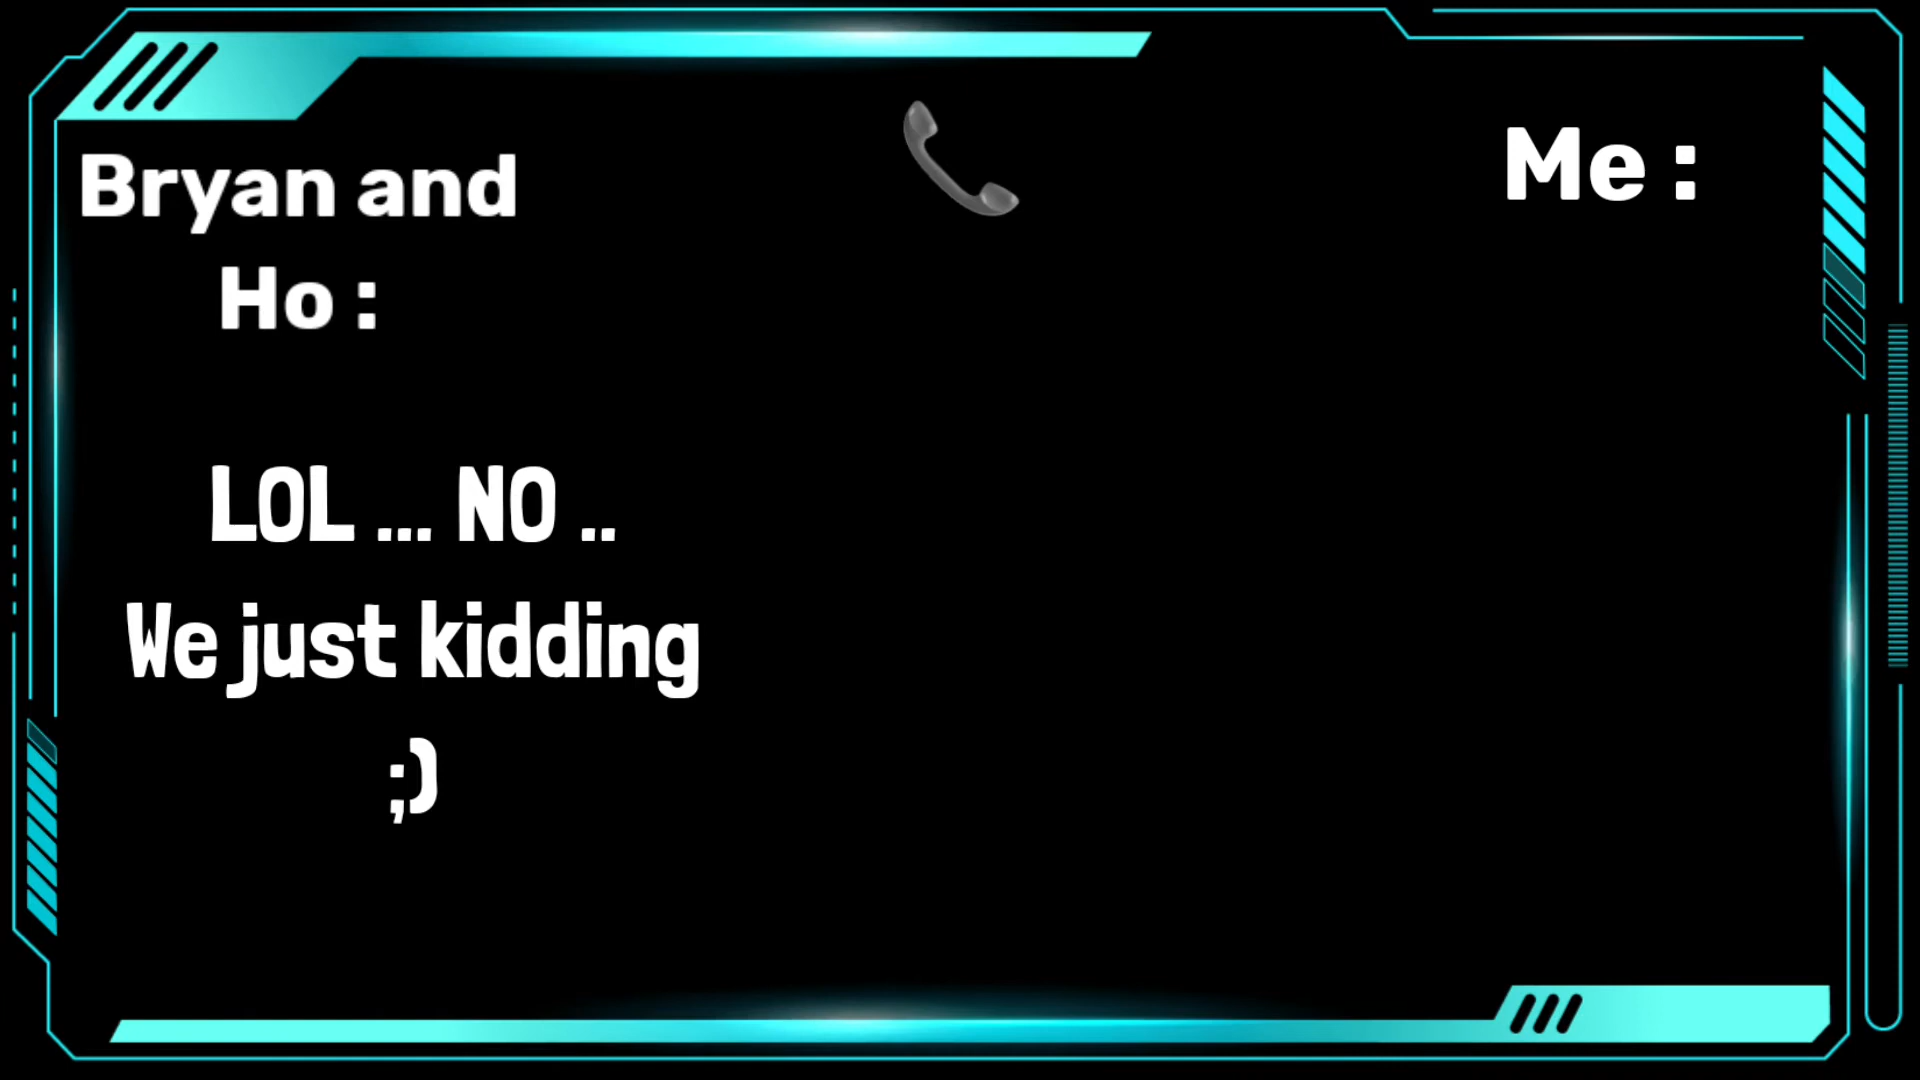 Bryan and
Ho :
Me :
LOL ... NO ..
We just kidding
;)